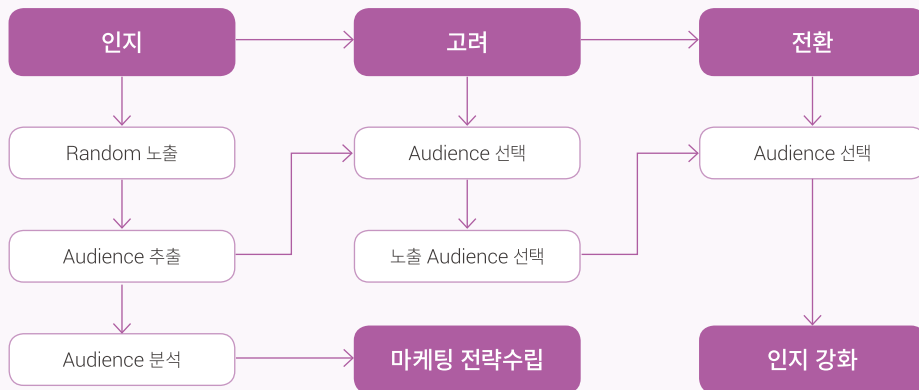 인지
고려
전환
Random 노출
Audience 선택
Audience 선택
Audience 추출
노출 Audience 선택
Audience 분석
마케팅 전략수립
인지 강화